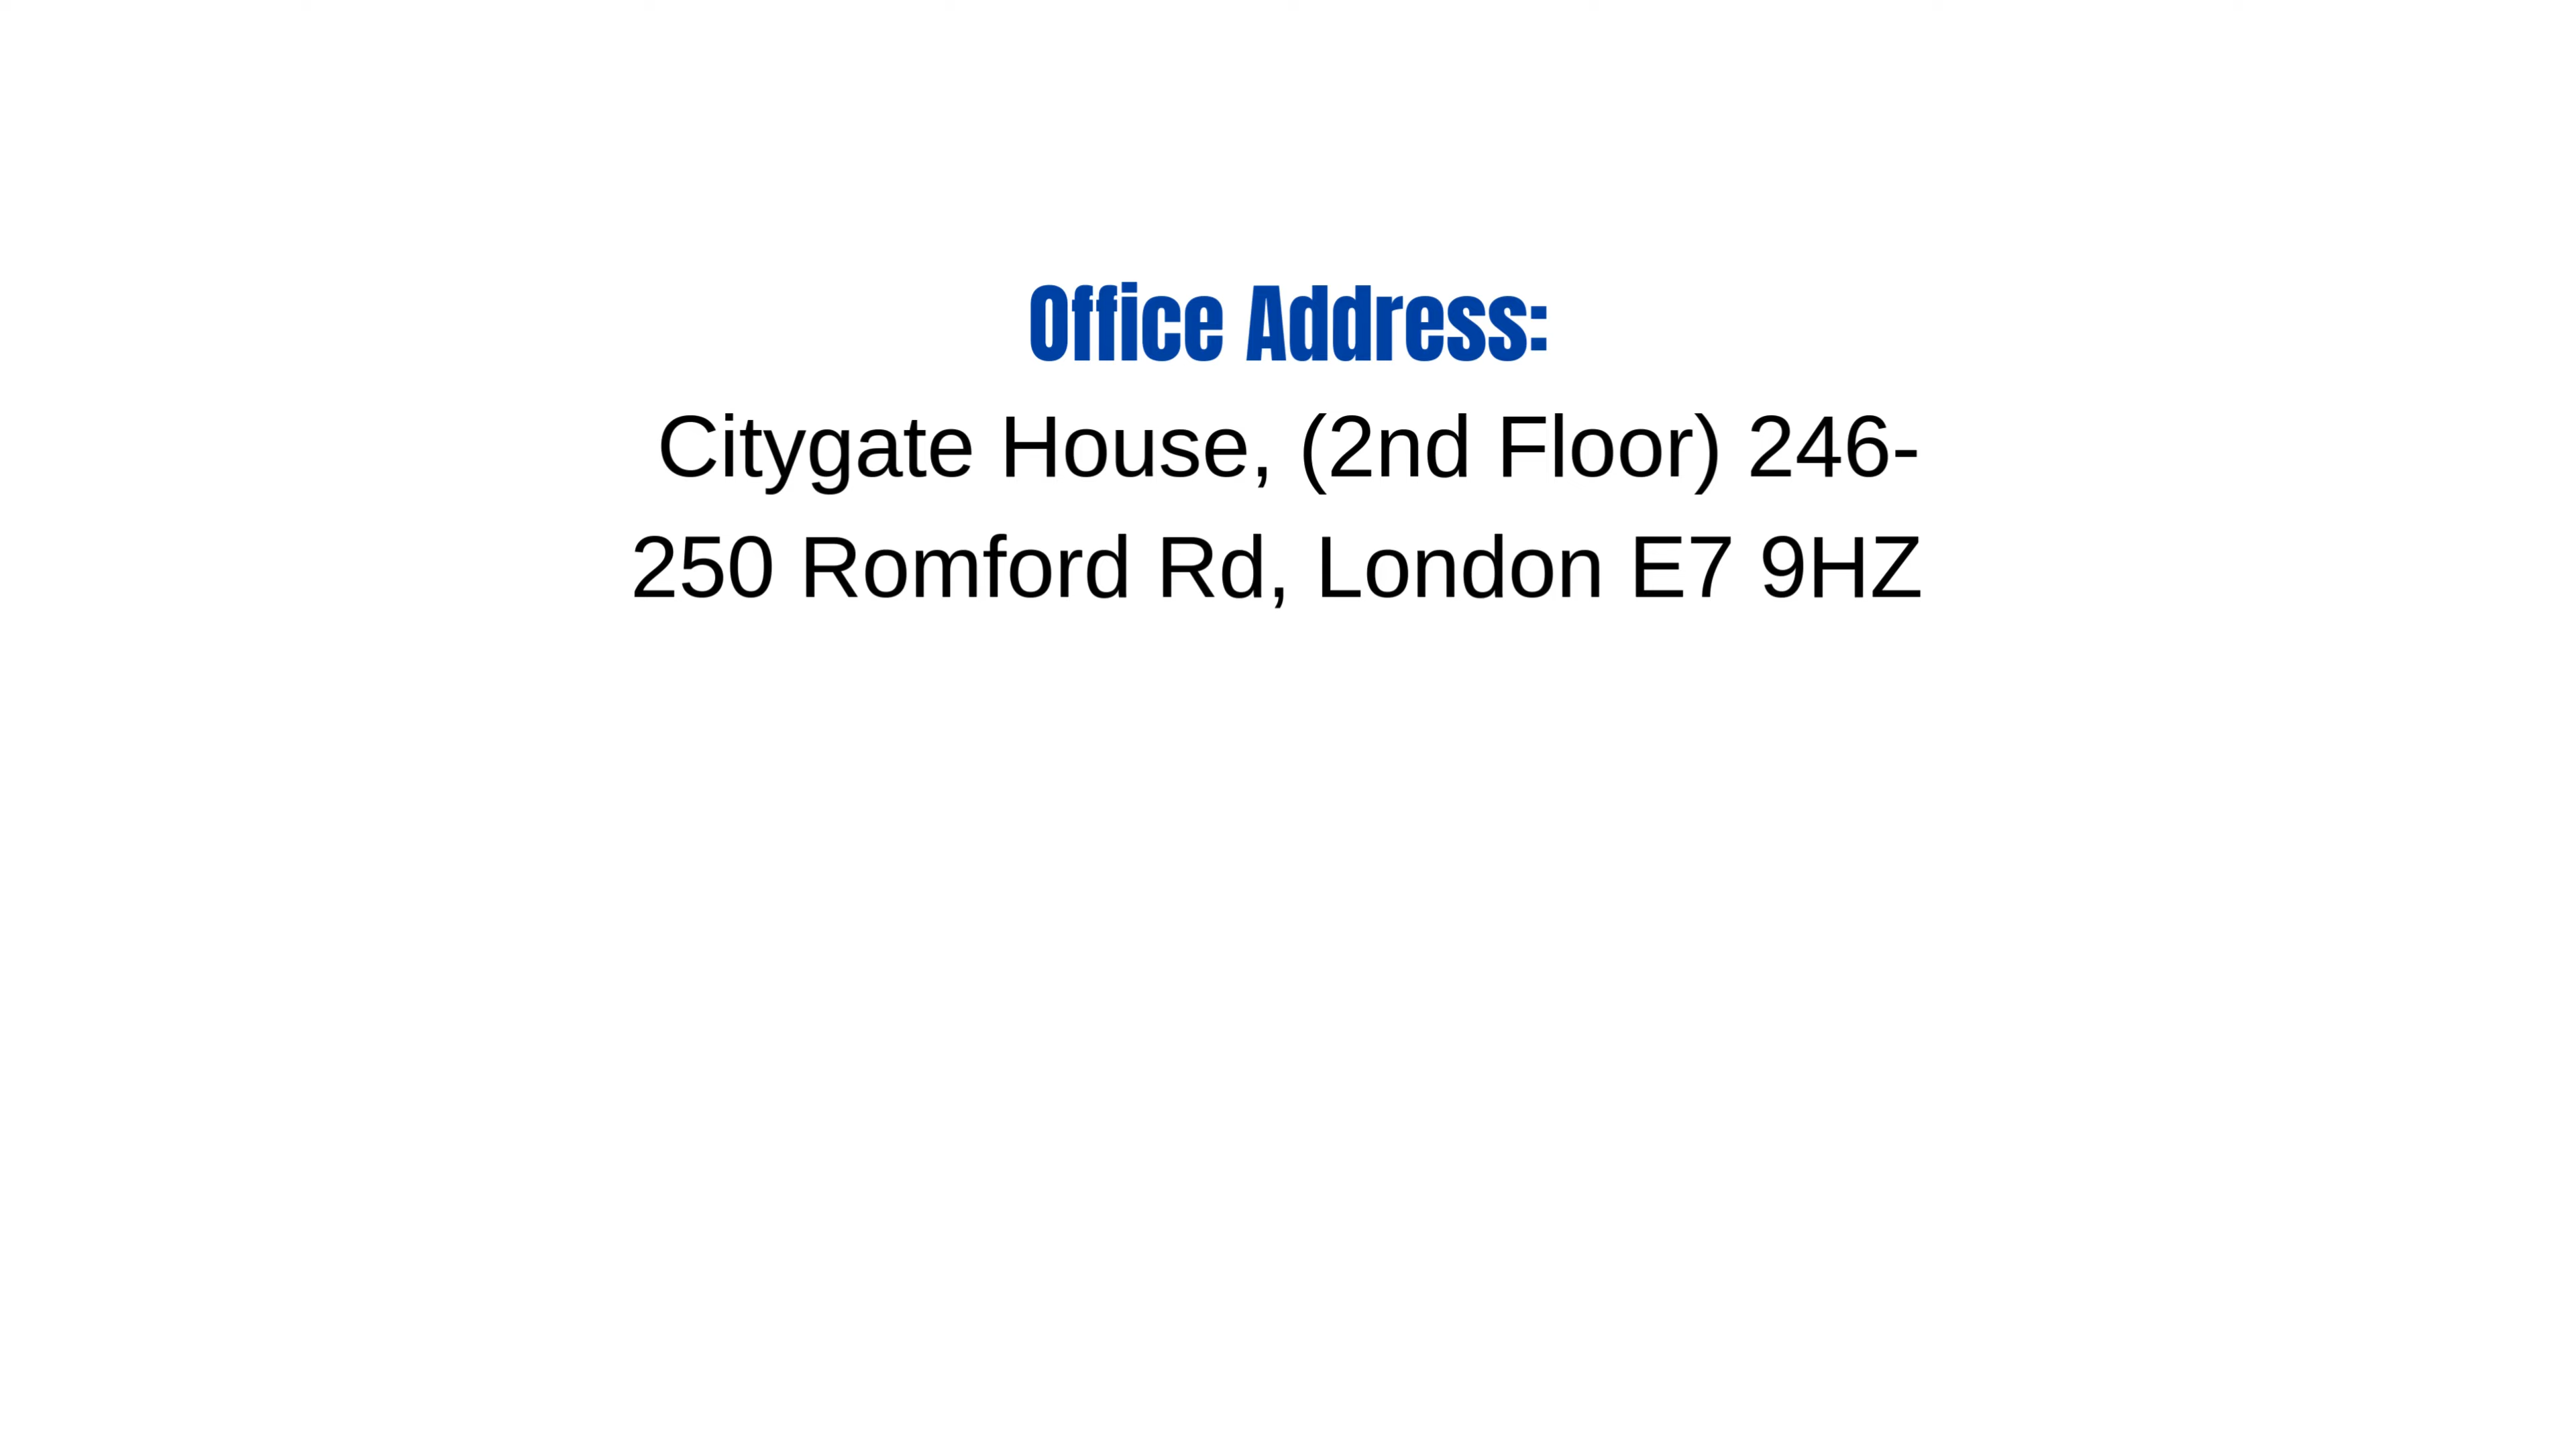 Office Address:
Citygate House, (2nd Floor) 246-
250 Romford Rd, London E7 9HZ